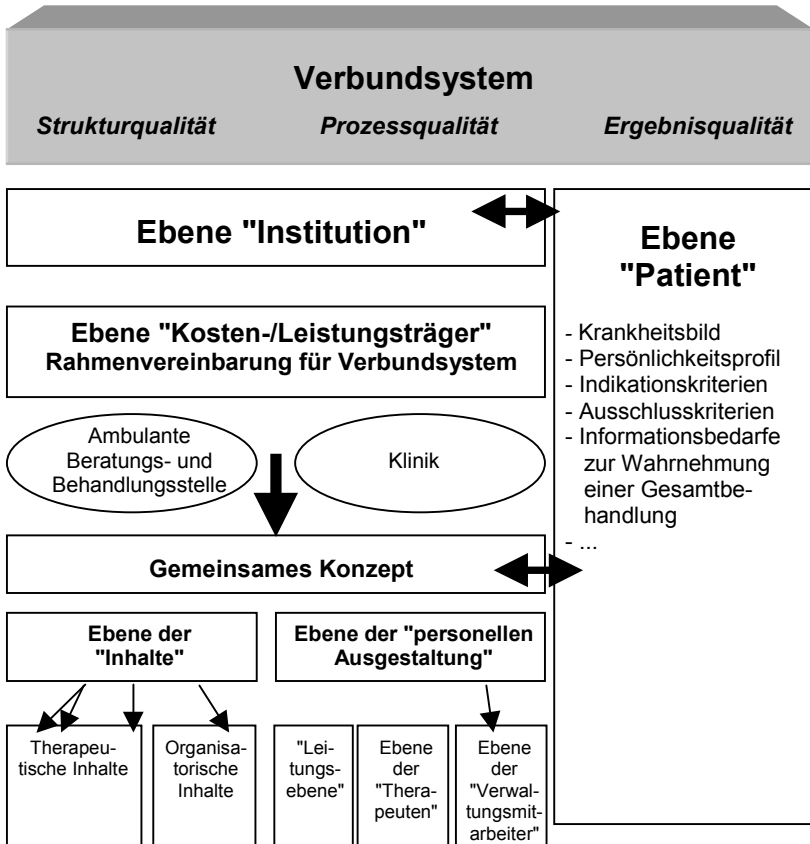 Verbundsystem
Strukturqualität Prozessqualität Ergebnisqualität
Ebene "Institution"
Ebene "Kosten-/Leistungsträger"
Rahmenvereinbarung für Verbundsystem
Ambulante
Beratungs- und
Behandlungsstelle
Klinik
Gemeinsames Konzept
Ebene der
"Inhalte"
Ebene der "personellen
Ausgestaltung"
Therapeu-
tische Inhalte
Organisa-
torische
Inhalte
"Lei-
tungs-
ebene"
Ebene
der
"Thera-
peuten"
Ebene
der
"Verwal-
tungsmit-
arbeiter"
Ebene
"Patient"
- Krankheitsbild
- Persönlichkeitsprofil
- Indikationskriterien
- Ausschlusskriterien
- Informationsbedarfe
zur Wahrnehmung
einer Gesamtbe-
handlung
- ...